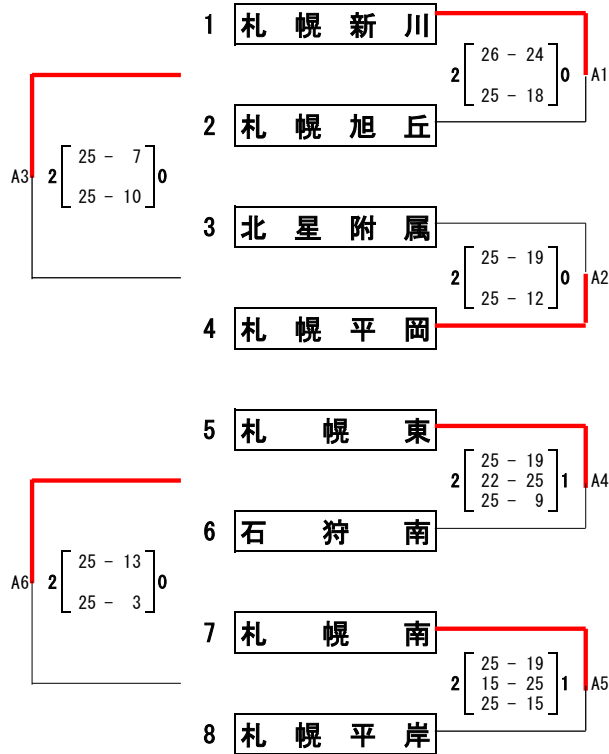 1 札幌新川
26 - 24
2 0 A1
25 - 18
2 札幌旭丘
25 - 7
A3 2 0
25 - 10
3 北星附属
25 - 19
2 0 A2
25 - 12
4 札幌平岡
5 札幌東
25 - 19
2 22 - 25 1 A4
25 - 9
6 石狩南
25 - 13
A6 2 0
25 - 3
7 札幌南
25 - 19
2 15 - 25 1 A5
25 - 15
8 札幌平岸